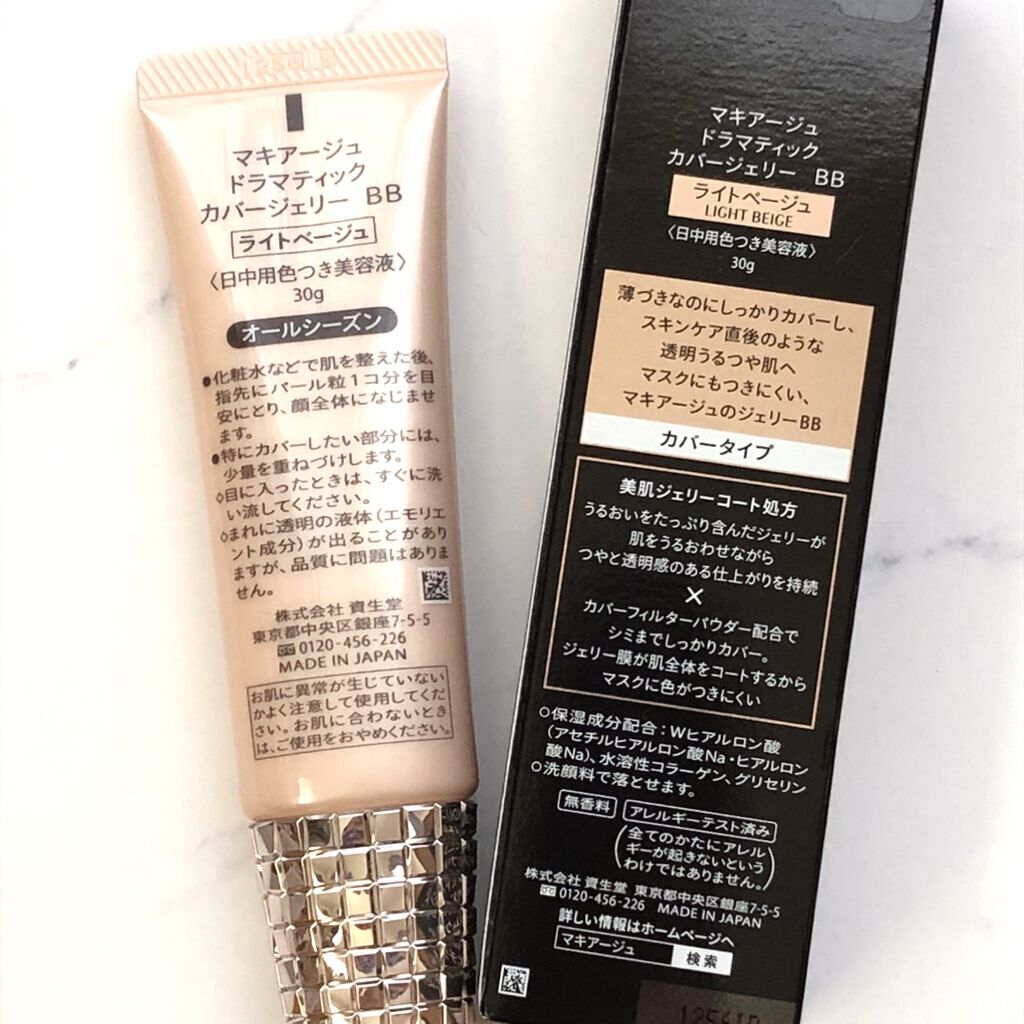 マキアージュ
ドラマティック
カバージェリー BB
ライトベージュ
〈日中用色つき美容液〉
30g
オールシーズン
●化粧水などで肌を整えた後、
指先にパール粒1コ分を目
安にとり、顔全体になじませ
ます。
●特にカバーしたい部分には、
少量を重ねづけします。
◇目に入ったときは、すぐに洗
い流してください。
◇まれに透明の液体（エモリエ
ント成分）が出ることがあり
ますが、品質に問題はありま
せん。
株式会社 資生堂
東京都中央区銀座7-5-5
0120-456-226
MADE IN JAPAN
お肌に異常が生じていない
かよく注意して使用してくだ
さい。お肌に合わないとき
は、ご使用をおやめください。
マキアージュ
ドラマティック
カバージェリー BB
ライトベージュ
LIGHT BEIGE
〈日中用色つき美容液〉
30g
薄づきなのにしっかりカバーし、
スキンケア直後のような
透明うるつや肌へ
マスクにもつきにくい、
マキアージュのジェリーBB
カバータイプ
美肌ジェリーコート処方
うるおいをたっぷり含んだジェリーが
肌をうるおわせながら
つやと透明感のある仕上がりを持続
×
カバーフィルターパウダー配合で
シミまでしっかりカバー。
ジェリー膜が肌全体をコートするから
マスクに色がつきにくい
○保湿成分配合：Wヒアルロン酸
（アセチルヒアルロン酸Na・ヒアルロン
酸Na）、水溶性コラーゲン、グリセリン
○洗顔料で落とせます。
無香料 アレルギーテスト済み
（全てのかたにアレル
ギーが起きないという
わけではありません。）
株式会社 資生堂 東京都中央区銀座7-5-5
0120-456-226 MADE IN JAPAN
詳しい情報はホームページへ
マキアージュ 検索